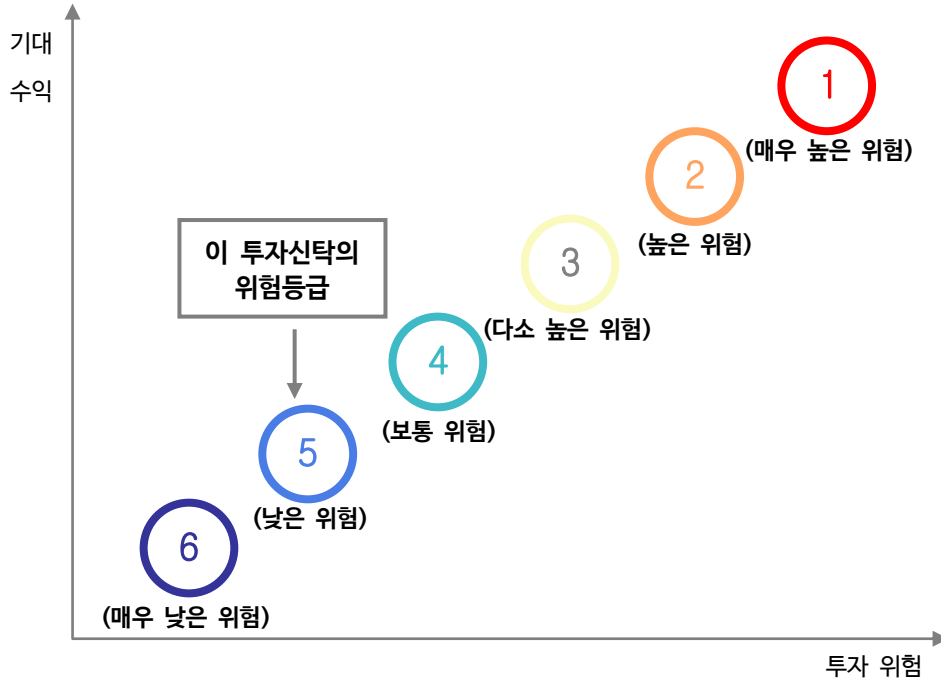 기대
수익
1
(매우 높은 위험)
2
(높은 위험)
이 투자신탁의
위험등급
3
(다소 높은 위험)
4
(보통 위험)
5
(낮은 위험)
6
(매우 낮은 위험)
투자 위험